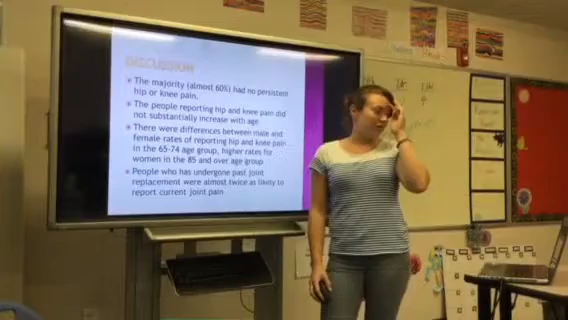 DISCUSSION
The majority (almost 60%) had no persistent
hip or knee pain,
The people reporting hip and knee pain did
not substantially increase with age
There were differences between male and
female rates of reporting hip and knee pain
in the 65-74 age group, higher rates for
women in the 85 and over age group
People who has undergone past joint
replacement were almost twice as likely to
report current joint pain